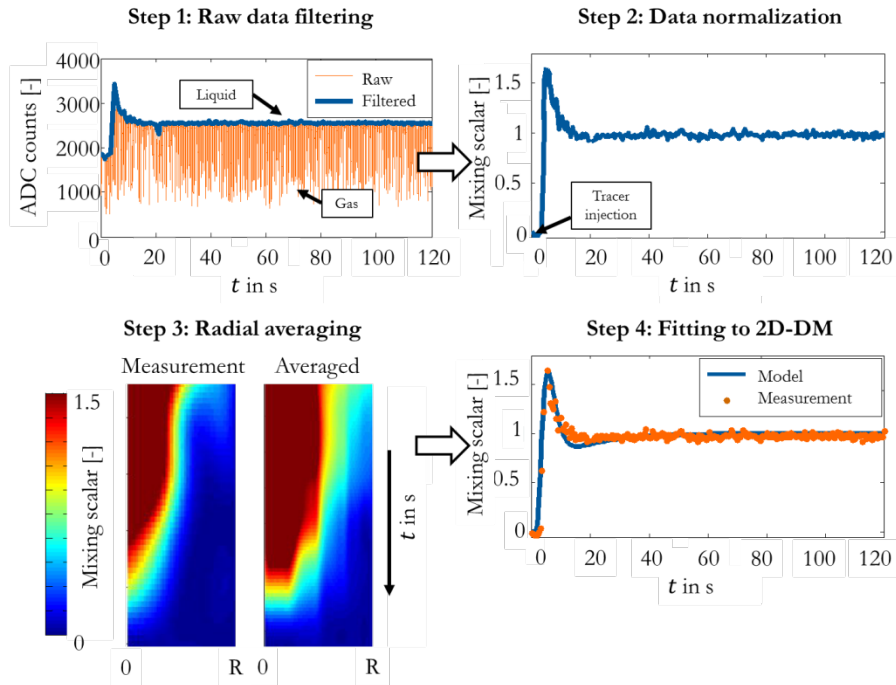 Step 1: Raw data filtering
4000
3000
2000
1000
0
ADC counts [-]
Liquid
Raw
Filtered
Gas
0 20 40 60 80 100 120
t in s
Step 2: Data normalization
1.5
1
0.5
0
Mixing scalar [-]
Tracer
injection
0 20 40 60 80 100 120
t in s
Step 3: Radial averaging
Measurement Averaged
1.5
Mixing scalar [-]
0
t in s
0 R 0 R
Step 4: Fitting to 2D-DM
1.5
1
0.5
0
Mixing scalar [-]
Model
Measurement
0 20 40 60 80 100 120
t in s